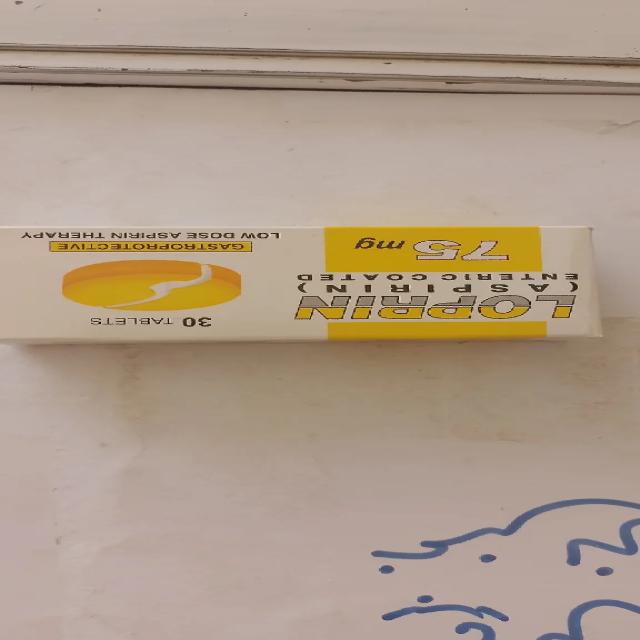 LOPRIN
(ASPIRIN)
ENTERIC COATED
75 mg
30 TABLETS
GASTROPROTECTIVE
LOW DOSE ASPIRIN THERAPY